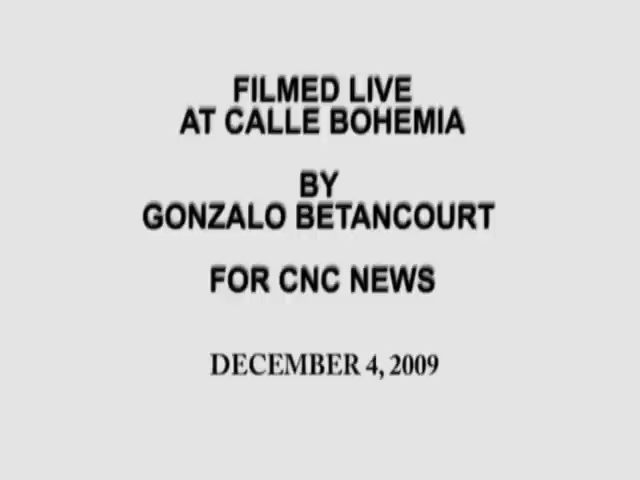 FILMED LIVE
AT CALLE BOHEMIA
BY
GONZALO BETANCOURT
FOR CNC NEWS
DECEMBER 4, 2009